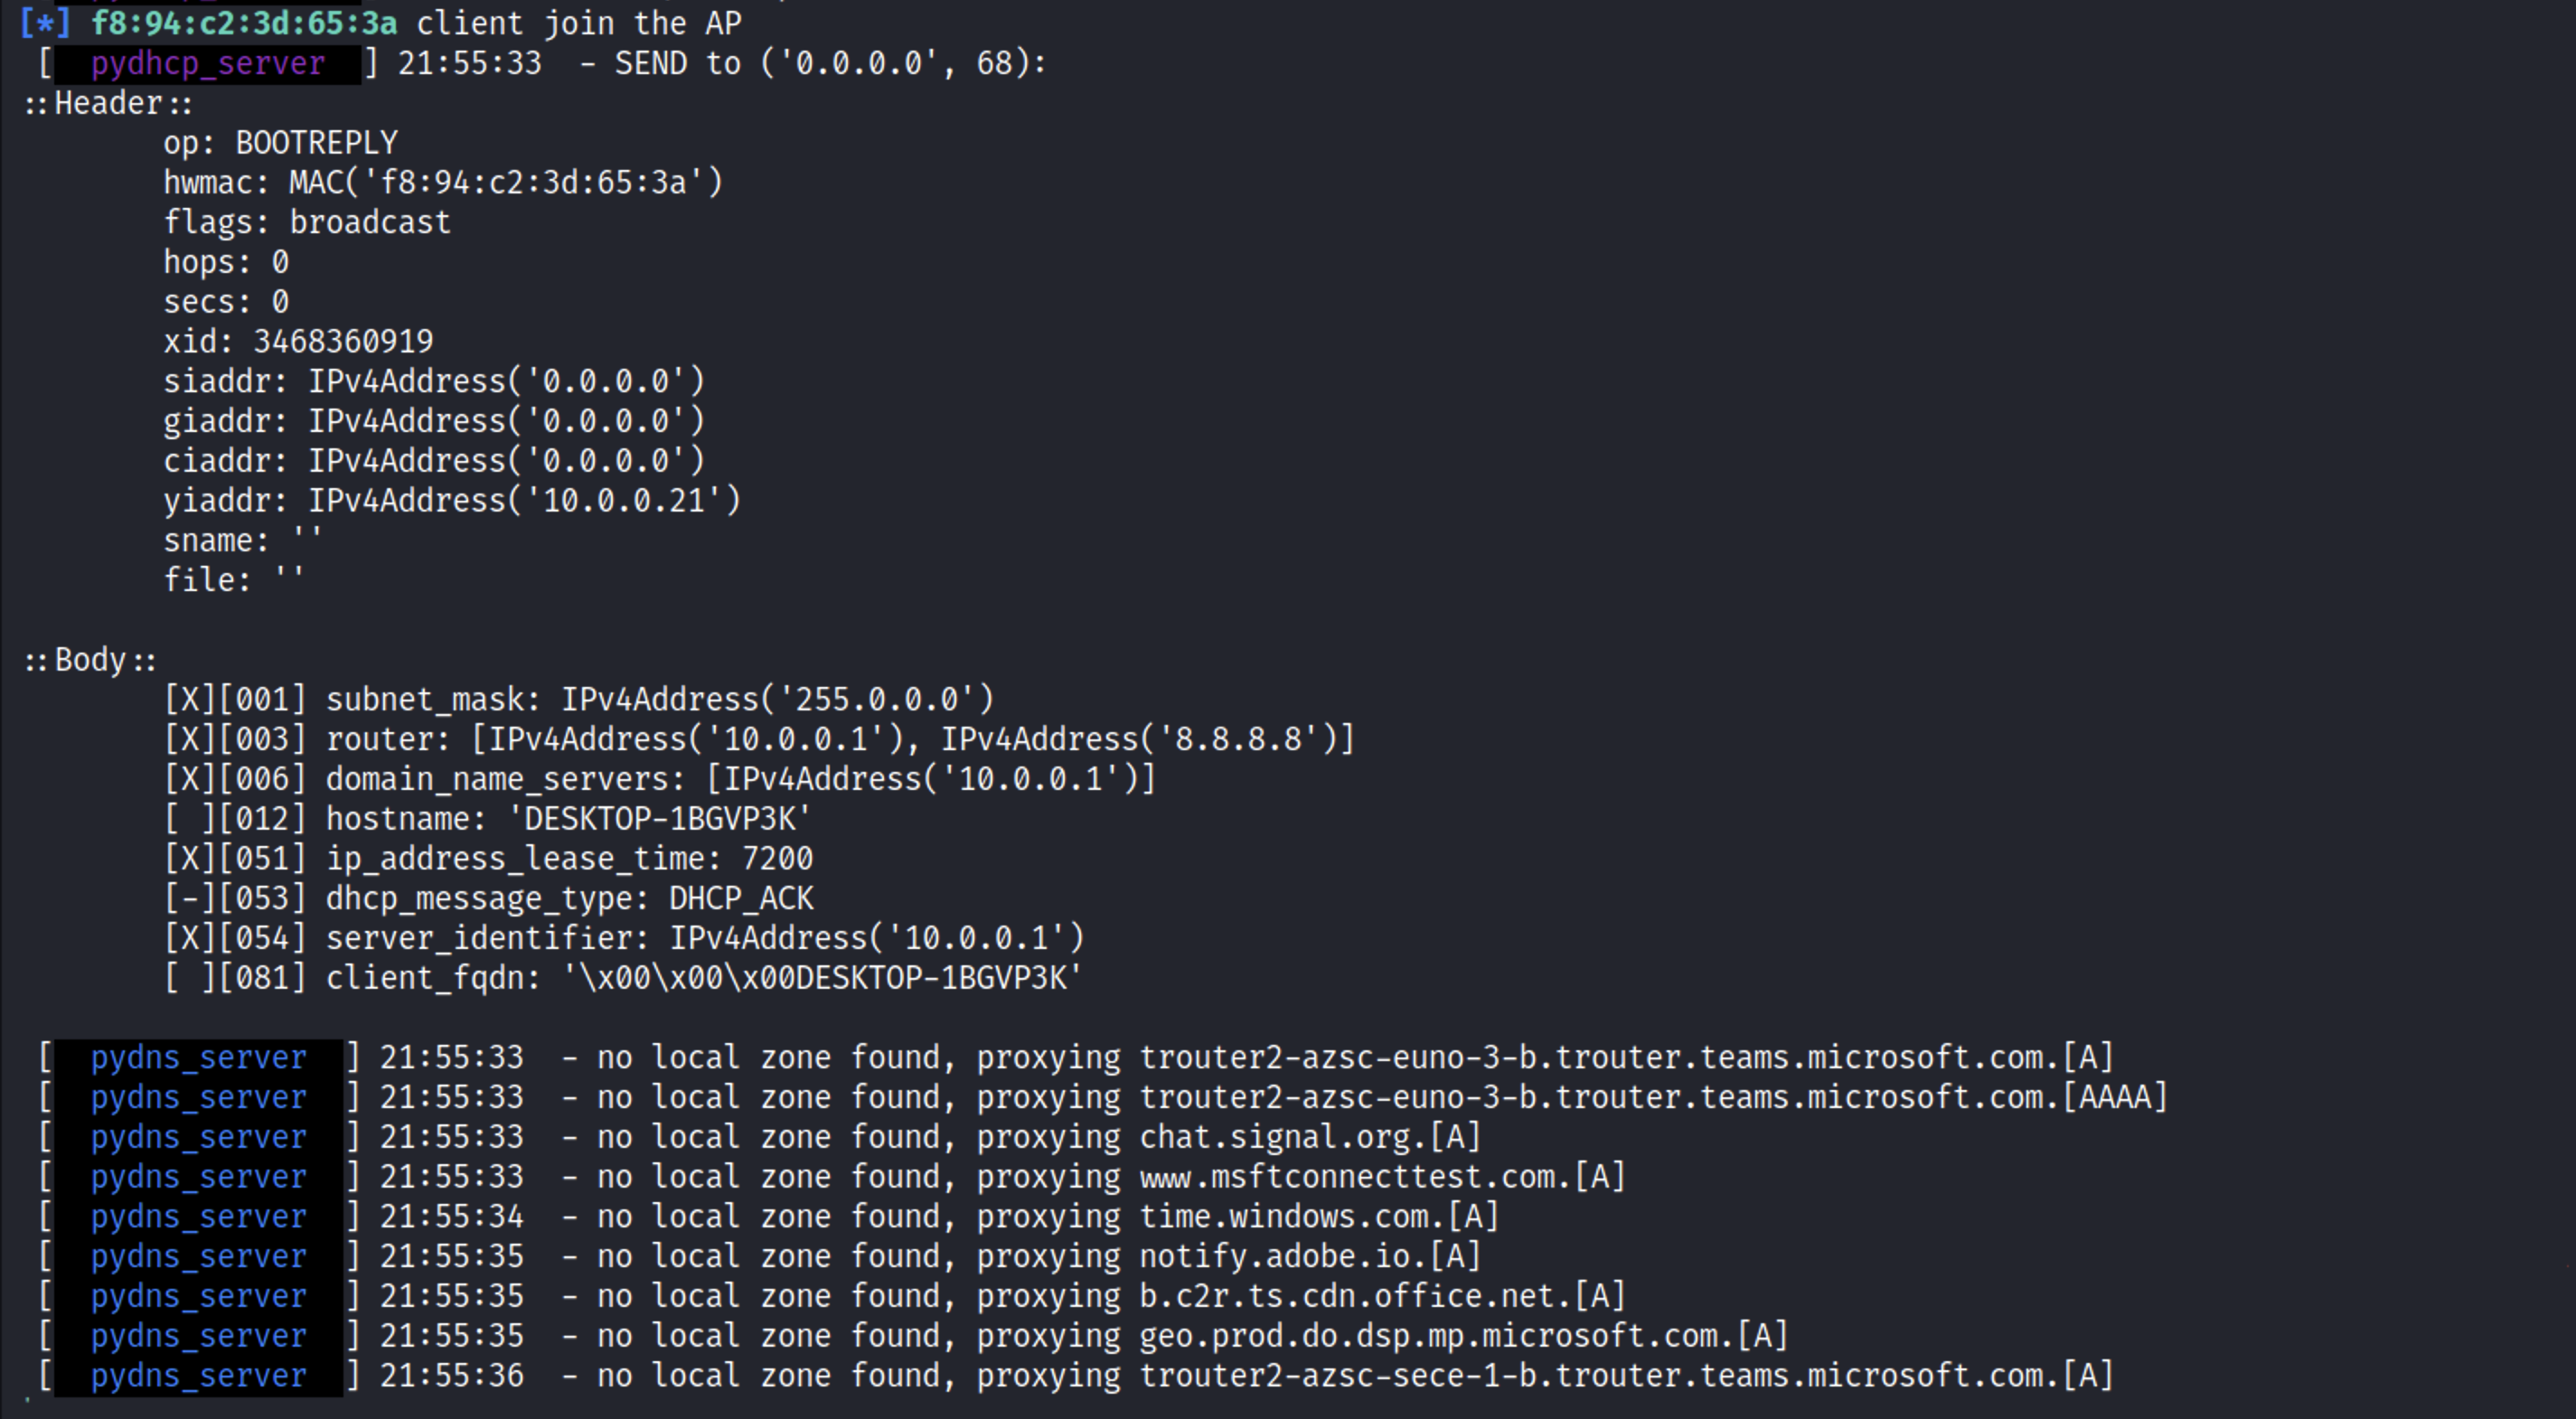 [*] f8:94:c2:3d:65:3a client join the AP
[ pydhcp_server ] 21:55:33 - SEND to ('0.0.0.0', 68):
::Header::
op: BOOTREPLY
hwmac: MAC('f8:94:c2:3d:65:3a')
flags: broadcast
hops: 0
secs: 0
xid: 3468360919
siaddr: IPv4Address('0.0.0.0')
giaddr: IPv4Address('0.0.0.0')
ciaddr: IPv4Address('0.0.0.0')
yiaddr: IPv4Address('10.0.0.21')
sname: ''
file: ''
::Body::
[X][001] subnet_mask: IPv4Address('255.0.0.0')
[X][003] router: [IPv4Address('10.0.0.1'), IPv4Address('8.8.8.8')]
[X][006] domain_name_servers: [IPv4Address('10.0.0.1')]
[ ][012] hostname: 'DESKTOP-1BGVP3K'
[X][051] ip_address_lease_time: 7200
[-][053] dhcp_message_type: DHCP_ACK
[X][054] server_identifier: IPv4Address('10.0.0.1')
[ ][081] client_fqdn: '\x00\x00\x00DESKTOP-1BGVP3K'
[ pydns_server ] 21:55:33 - no local zone found, proxying trouter2-azsc-euno-3-b.trouter.teams.microsoft.com.[A]
[ pydns_server ] 21:55:33 - no local zone found, proxying trouter2-azsc-euno-3-b.trouter.teams.microsoft.com.[AAAA]
[ pydns_server ] 21:55:33 - no local zone found, proxying chat.signal.org.[A]
[ pydns_server ] 21:55:33 - no local zone found, proxying www.msftconnecttest.com.[A]
[ pydns_server ] 21:55:34 - no local zone found, proxying time.windows.com.[A]
[ pydns_server ] 21:55:35 - no local zone found, proxying notify.adobe.io.[A]
[ pydns_server ] 21:55:35 - no local zone found, proxying b.c2r.ts.cdn.office.net.[A]
[ pydns_server ] 21:55:35 - no local zone found, proxying geo.prod.do.dsp.mp.microsoft.com.[A]
[ pydns_server ] 21:55:36 - no local zone found, proxying trouter2-azsc-sece-1-b.trouter.teams.microsoft.com.[A]